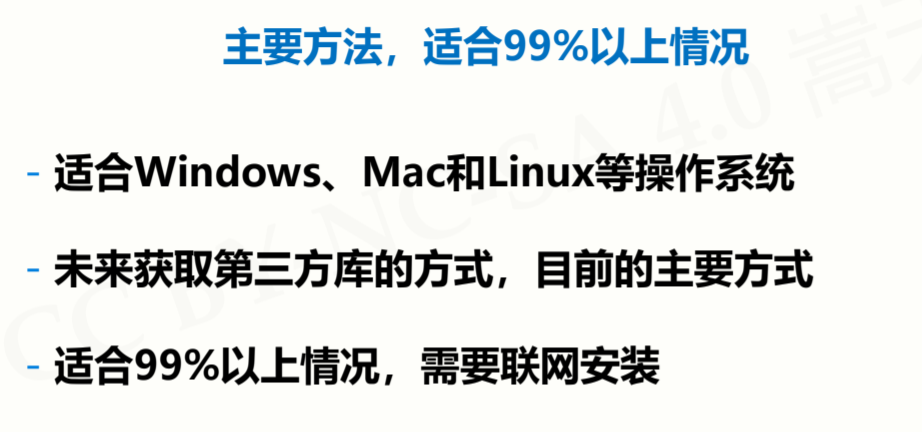 主要方法，适合99%以上情况
- 适合Windows、Mac和Linux等操作系统
- 未来获取第三方库的方式，目前的主要方式
- 适合99%以上情况，需要联网安装
CC BY-NC-SA 4.0 嵩天